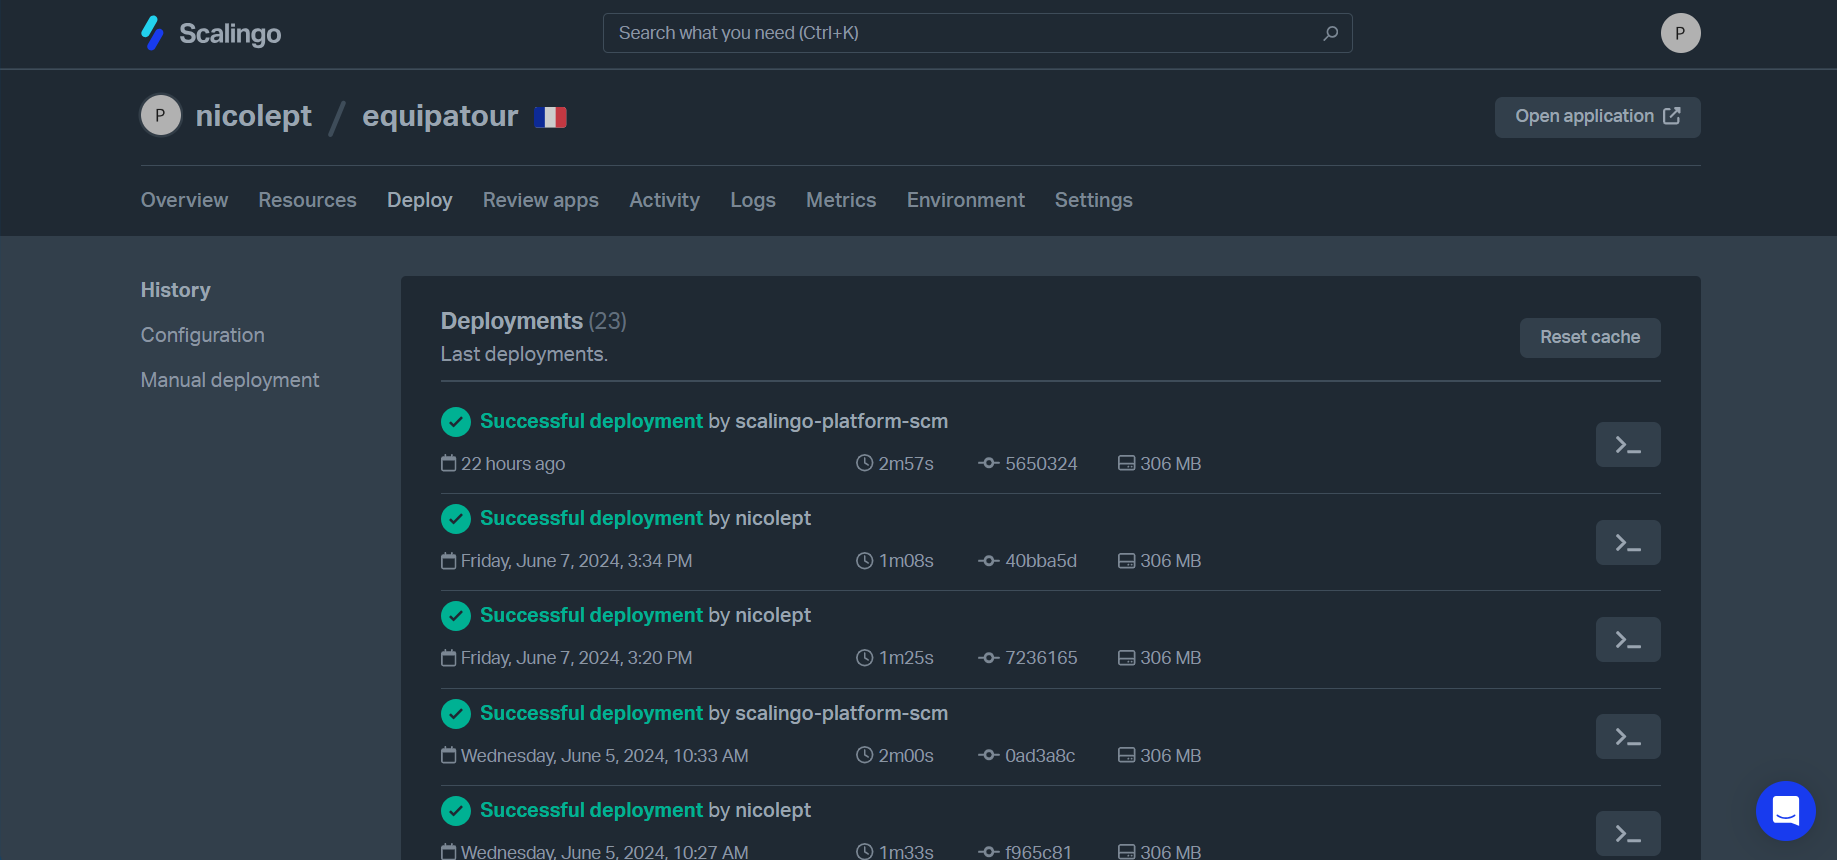 Scalingo
Search what you need (Ctrl+K)
P
P nicolept / equipatour
Open application
Overview Resources Deploy Review apps Activity Logs Metrics Environment Settings
History
Configuration
Manual deployment
Deployments (23)
Last deployments.
Reset cache
Successful deployment by scalingo-platform-scm
22 hours ago 2m57s 5650324 306 MB
Successful deployment by nicolept
Friday, June 7, 2024, 3:34 PM 1m08s 40bba5d 306 MB
Successful deployment by nicolept
Friday, June 7, 2024, 3:20 PM 1m25s 7236165 306 MB
Successful deployment by scalingo-platform-scm
Wednesday, June 5, 2024, 10:33 AM 2m00s 0ad3a8c 306 MB
Successful deployment by nicolept
Wednesday, June 5, 2024, 10:27 AM 1m33s f965c81 306 MB